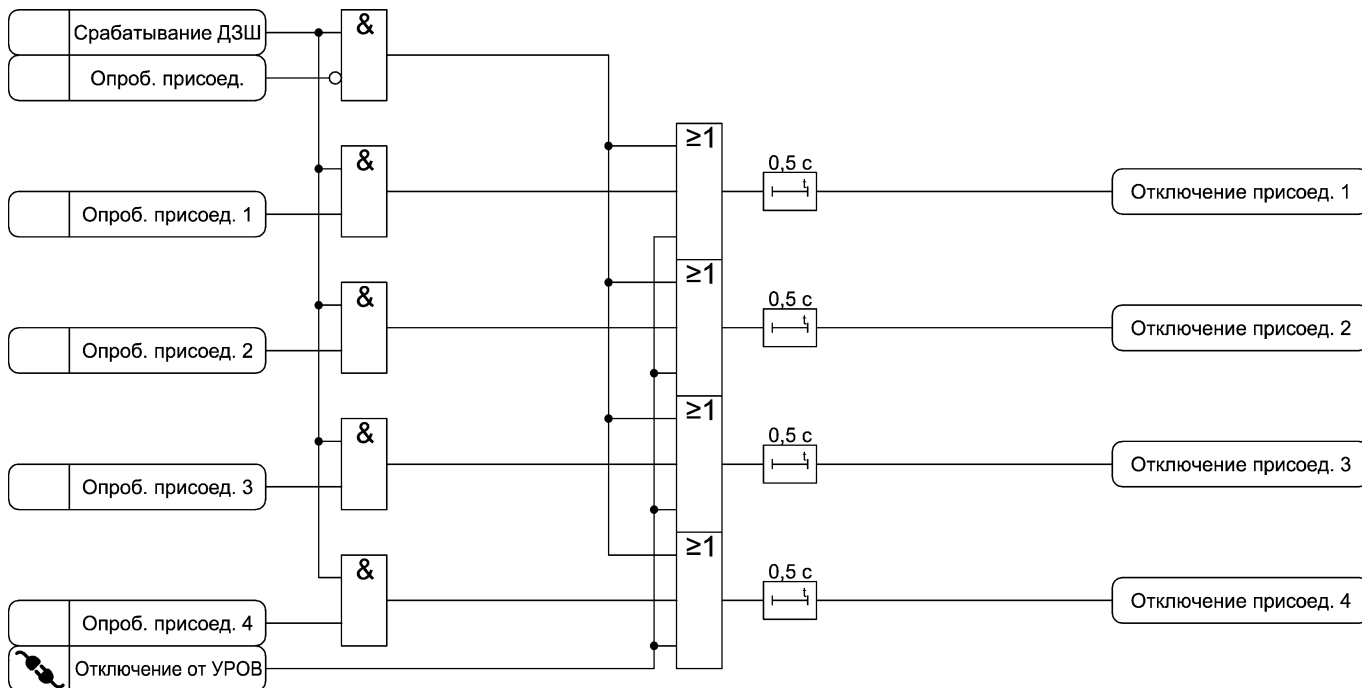 Срабатывание ДЗШ
&
Опроб. присоед.
≥1
&
0,5 с
t
Отключение присоед. 1
Опроб. присоед. 1
≥1
&
0,5 с
t
Отключение присоед. 2
Опроб. присоед. 2
≥1
&
0,5 с
t
Отключение присоед. 3
Опроб. присоед. 3
≥1
&
0,5 с
t
Отключение присоед. 4
Опроб. присоед. 4
Отключение от УРОВ